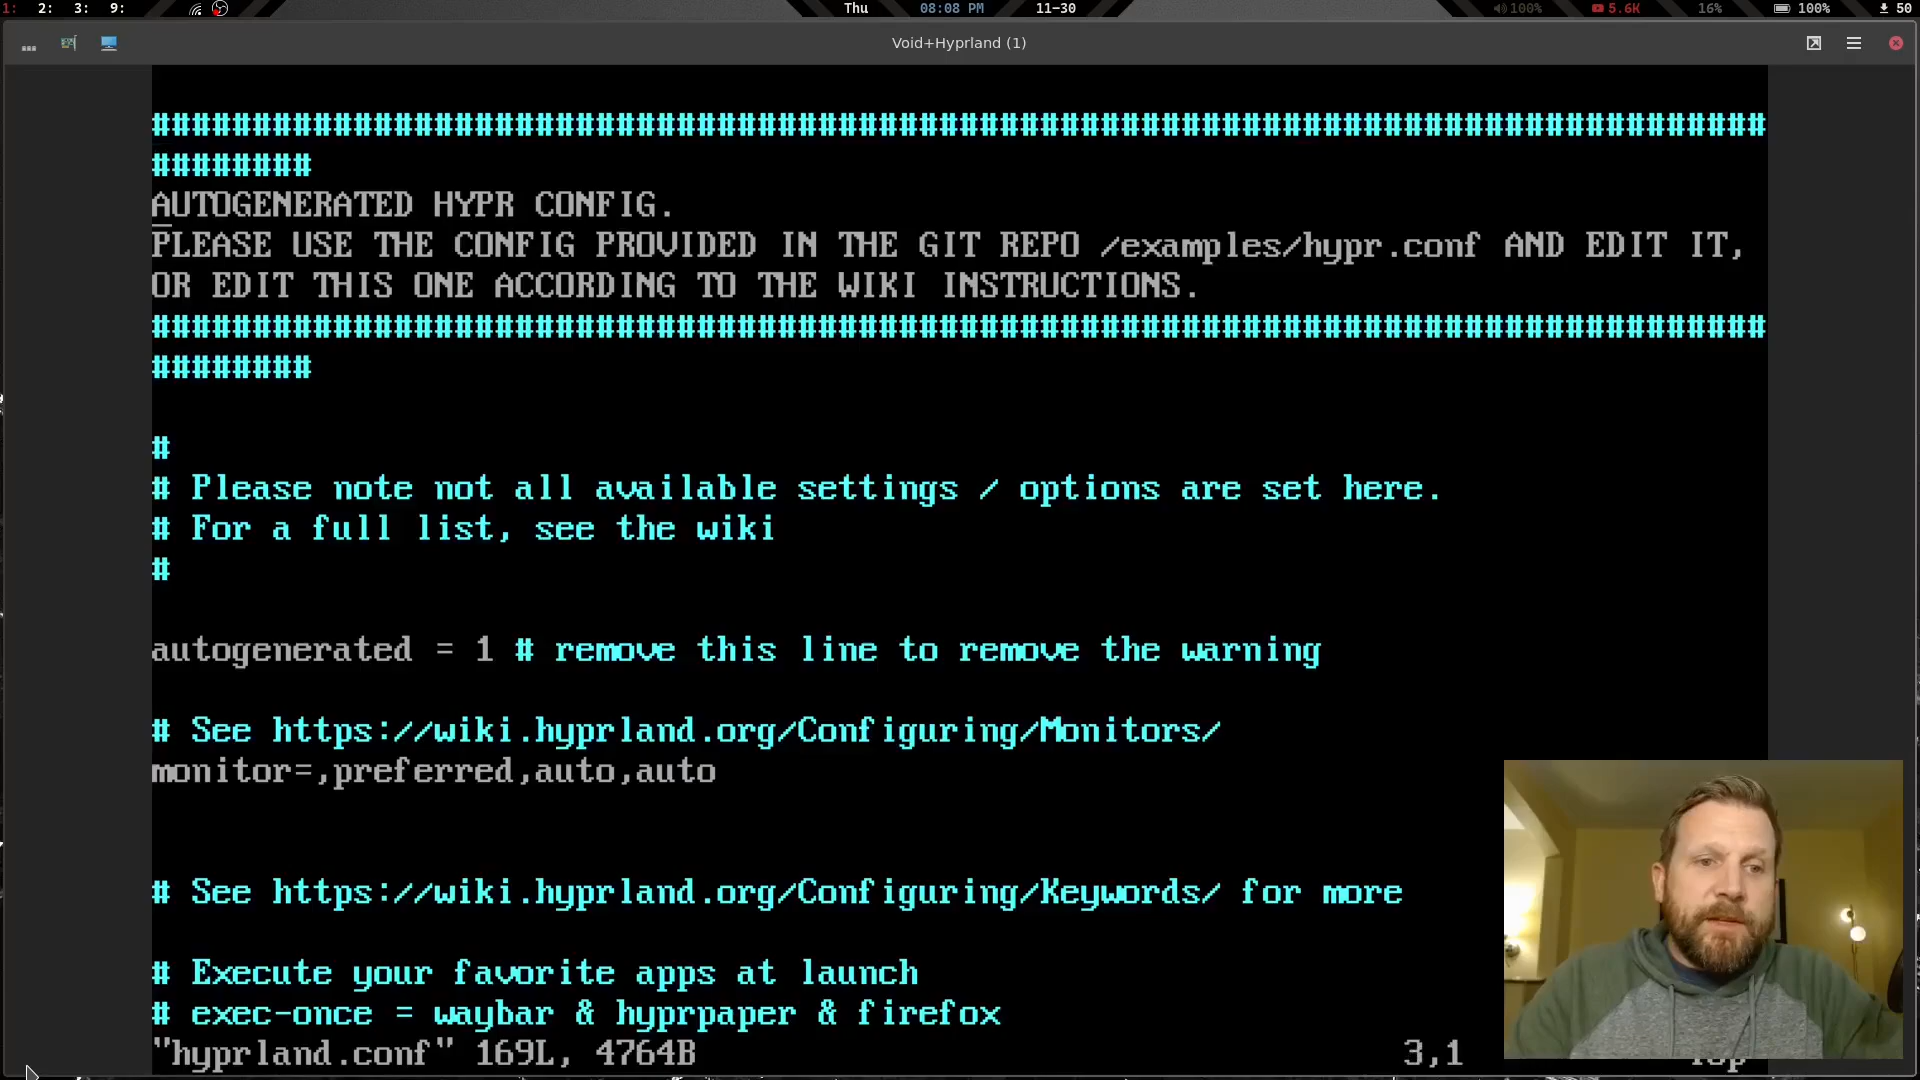 1: 2: 3: 9: Thu 08:08 PM 11-30 100% 5.6K 16% 100% 50
Void+Hyprland (1)
################################################################################
########
AUTOGENERATED HYPR CONFIG.
PLEASE USE THE CONFIG PROVIDED IN THE GIT REPO /examples/hypr.conf AND EDIT IT,
OR EDIT THIS ONE ACCORDING TO THE WIKI INSTRUCTIONS.
################################################################################
########
#
# Please note not all available settings / options are set here.
# For a full list, see the wiki
#
autogenerated = 1 # remove this line to remove the warning
# See https://wiki.hyprland.org/Configuring/Monitors/
monitor=,preferred,auto,auto
# See https://wiki.hyprland.org/Configuring/Keywords/ for more
# Execute your favorite apps at launch
# exec-once = waybar & hyprpaper & firefox
"hyprland.conf" 169L, 4764B 3,1